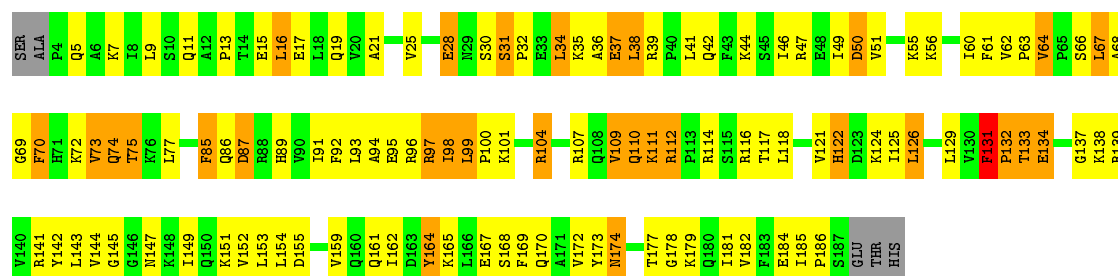 SER ALA P4 Q5 A6 K7 I8 L9 S10 Q11 A12 P13 T14 E15 L16 E17 L18 Q19 V20 A21 V25 E28 N29 S30 S31 P32 E33 L34 K35 A36 E37 L38 R39 P40 L41 Q42 F43 K44 S45 I46 R47 E48 I49 D50 V51 K55 K56 I60 F61 V62 P63 V64 P65 S66 L67 A68
G69 F70 H71 K72 V73 Q74 T75 K76 L77 F85 Q86 D87 R88 H89 V90 I91 F92 L93 A94 E95 R96 R97 I98 L99 P100 K101 R104 R107 Q108 V109 Q110 K111 R112 P113 R114 S115 R116 T117 L118 V121 H122 D123 K124 I125 L126 L129 V130 F131 P132 T133 E134 G137 K138
V140 R141 Y142 L143 V144 G145 G146 N147 K148 I149 Q150 K151 V152 L153 L154 D155 V159 Q160 Q161 I162 D163 Y164 K165 L166 E167 S168 F169 Q170 A171 V172 Y173 N174 T177 G178 K179 Q180 I181 V182 F183 E184 I185 P186 S187 GLU THR HIS